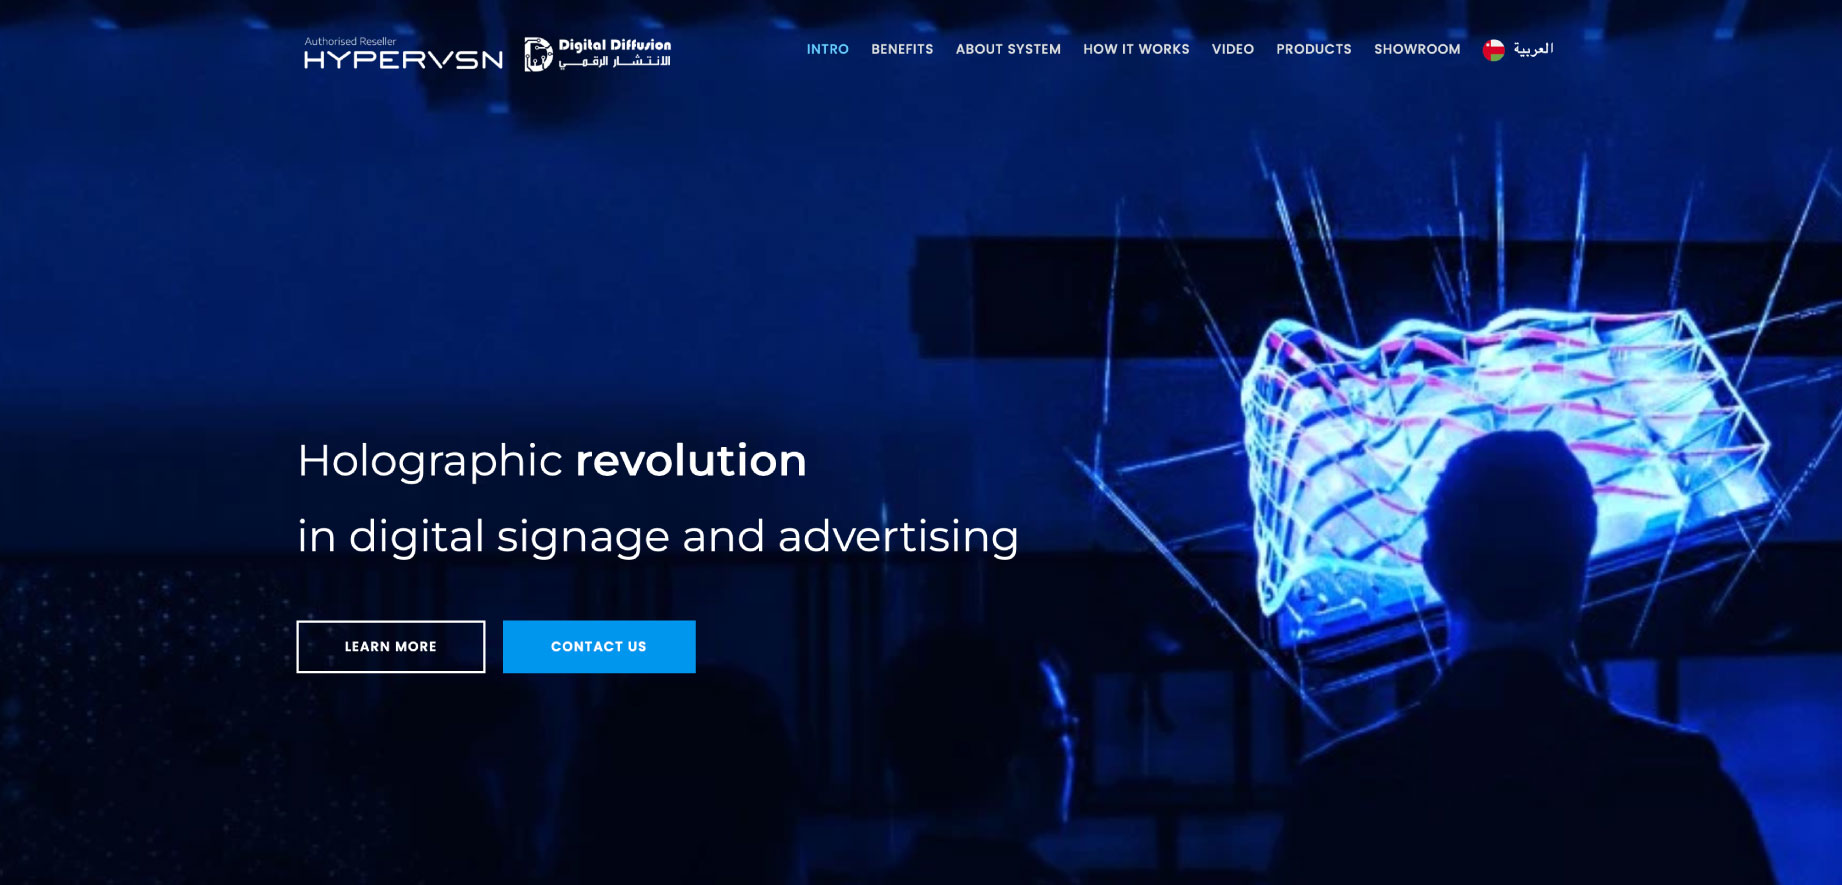 Authorised Reseller
HYPERVSN
Digital Diffusion
الانتشار الرقمي
INTRO
BENEFITS
ABOUT SYSTEM
HOW IT WORKS
VIDEO
PRODUCTS
SHOWROOM
العربية
Holographic revolution
in digital signage and advertising
LEARN MORE
CONTACT US